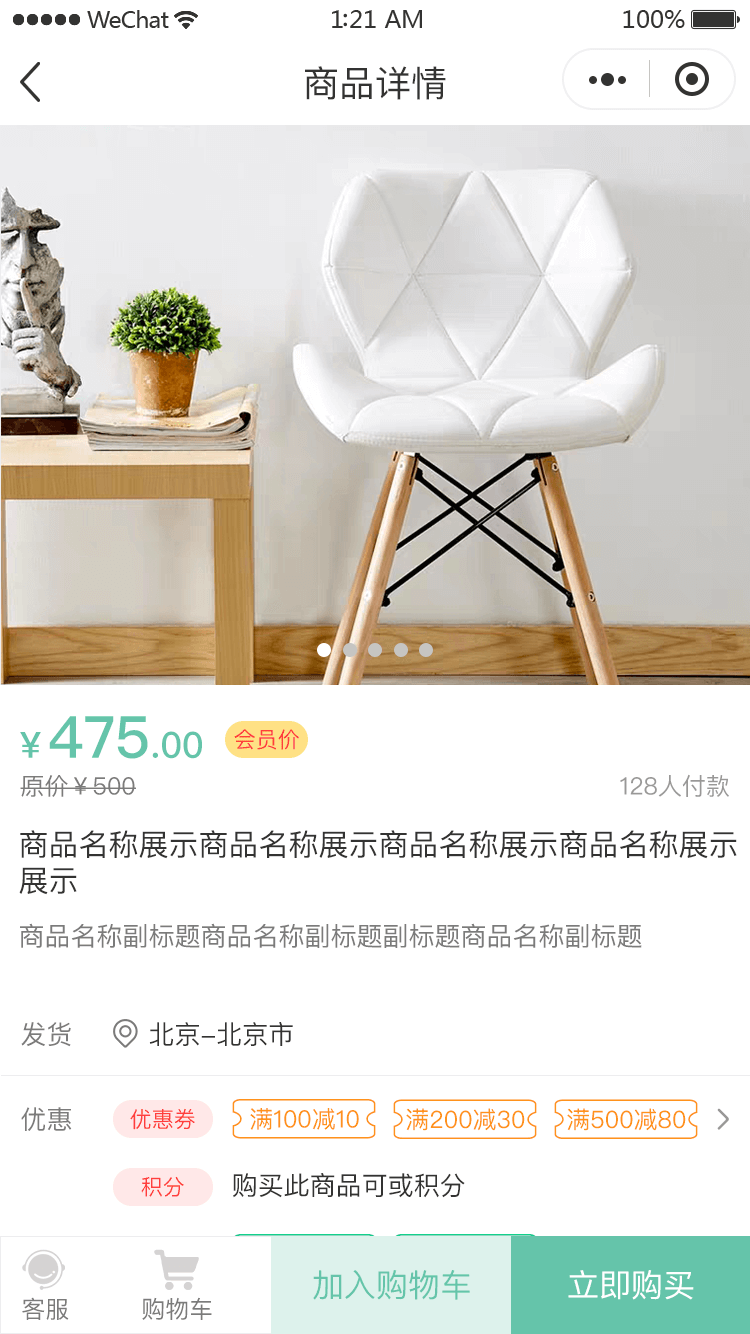 WeChat 1:21 AM 100%
商品详情
¥475.00 会员价
原价¥500 128人付款
商品名称展示商品名称展示商品名称展示商品名称展示
展示
商品名称副标题商品名称副标题副标题商品名称副标题
发货 北京–北京市
优惠 优惠券 满100减10 满200减30 满500减80
积分 购买此商品可或积分
客服 购物车 加入购物车 立即购买